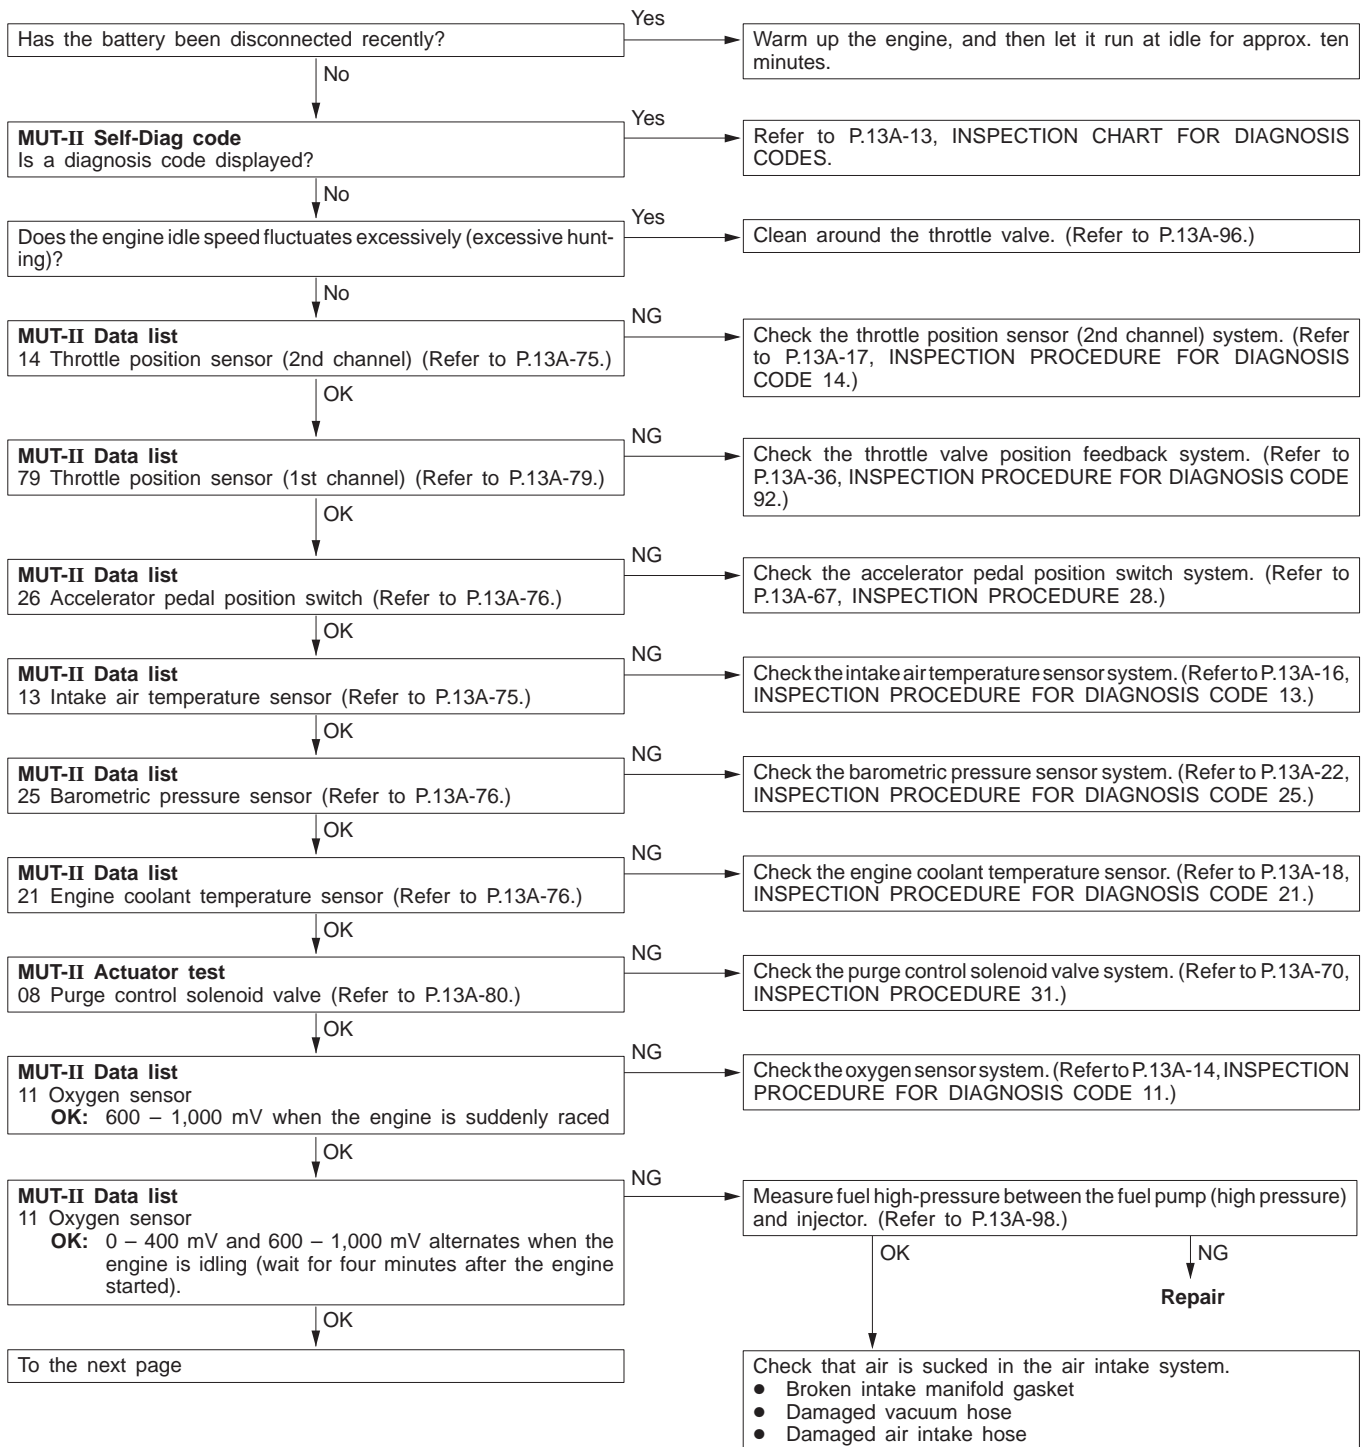 Has the battery been disconnected recently?
Yes
Warm up the engine, and then let it run at idle for approx. ten
minutes.
No
MUT-II Self-Diag code
Is a diagnosis code displayed?
Yes
Refer to P.13A-13, INSPECTION CHART FOR DIAGNOSIS
CODES.
No
Does the engine idle speed fluctuates excessively (excessive hunt-
ing)?
Yes
Clean around the throttle valve. (Refer to P.13A-96.)
No
MUT-II Data list
14 Throttle position sensor (2nd channel) (Refer to P.13A-75.)
NG
Check the throttle position sensor (2nd channel) system. (Refer
to P.13A-17, INSPECTION PROCEDURE FOR DIAGNOSIS
CODE 14.)
OK
MUT-II Data list
79 Throttle position sensor (1st channel) (Refer to P.13A-79.)
NG
Check the throttle valve position feedback system. (Refer to
P.13A-36, INSPECTION PROCEDURE FOR DIAGNOSIS CODE
92.)
OK
MUT-II Data list
26 Accelerator pedal position switch (Refer to P.13A-76.)
NG
Check the accelerator pedal position switch system. (Refer to
P.13A-67, INSPECTION PROCEDURE 28.)
OK
MUT-II Data list
13 Intake air temperature sensor (Refer to P.13A-75.)
NG
Check the intake air temperature sensor system. (Refer to P.13A-16,
INSPECTION PROCEDURE FOR DIAGNOSIS CODE 13.)
OK
MUT-II Data list
25 Barometric pressure sensor (Refer to P.13A-76.)
NG
Check the barometric pressure sensor system. (Refer to P.13A-22,
INSPECTION PROCEDURE FOR DIAGNOSIS CODE 25.)
OK
MUT-II Data list
21 Engine coolant temperature sensor (Refer to P.13A-76.)
NG
Check the engine coolant temperature sensor. (Refer to P.13A-18,
INSPECTION PROCEDURE FOR DIAGNOSIS CODE 21.)
OK
MUT-II Actuator test
08 Purge control solenoid valve (Refer to P.13A-80.)
NG
Check the purge control solenoid valve system. (Refer to P.13A-70,
INSPECTION PROCEDURE 31.)
OK
MUT-II Data list
11 Oxygen sensor
OK: 600 – 1,000 mV when the engine is suddenly raced
NG
Check the oxygen sensor system. (Refer to P.13A-14, INSPECTION
PROCEDURE FOR DIAGNOSIS CODE 11.)
OK
MUT-II Data list
11 Oxygen sensor
OK: 0 – 400 mV and 600 – 1,000 mV alternates when the
engine is idling (wait for four minutes after the engine
started).
NG
Measure fuel high-pressure between the fuel pump (high pressure)
and injector. (Refer to P.13A-98.)
OK
NG
Repair
OK
To the next page
Check that air is sucked in the air intake system.
● Broken intake manifold gasket
● Damaged vacuum hose
● Damaged air intake hose